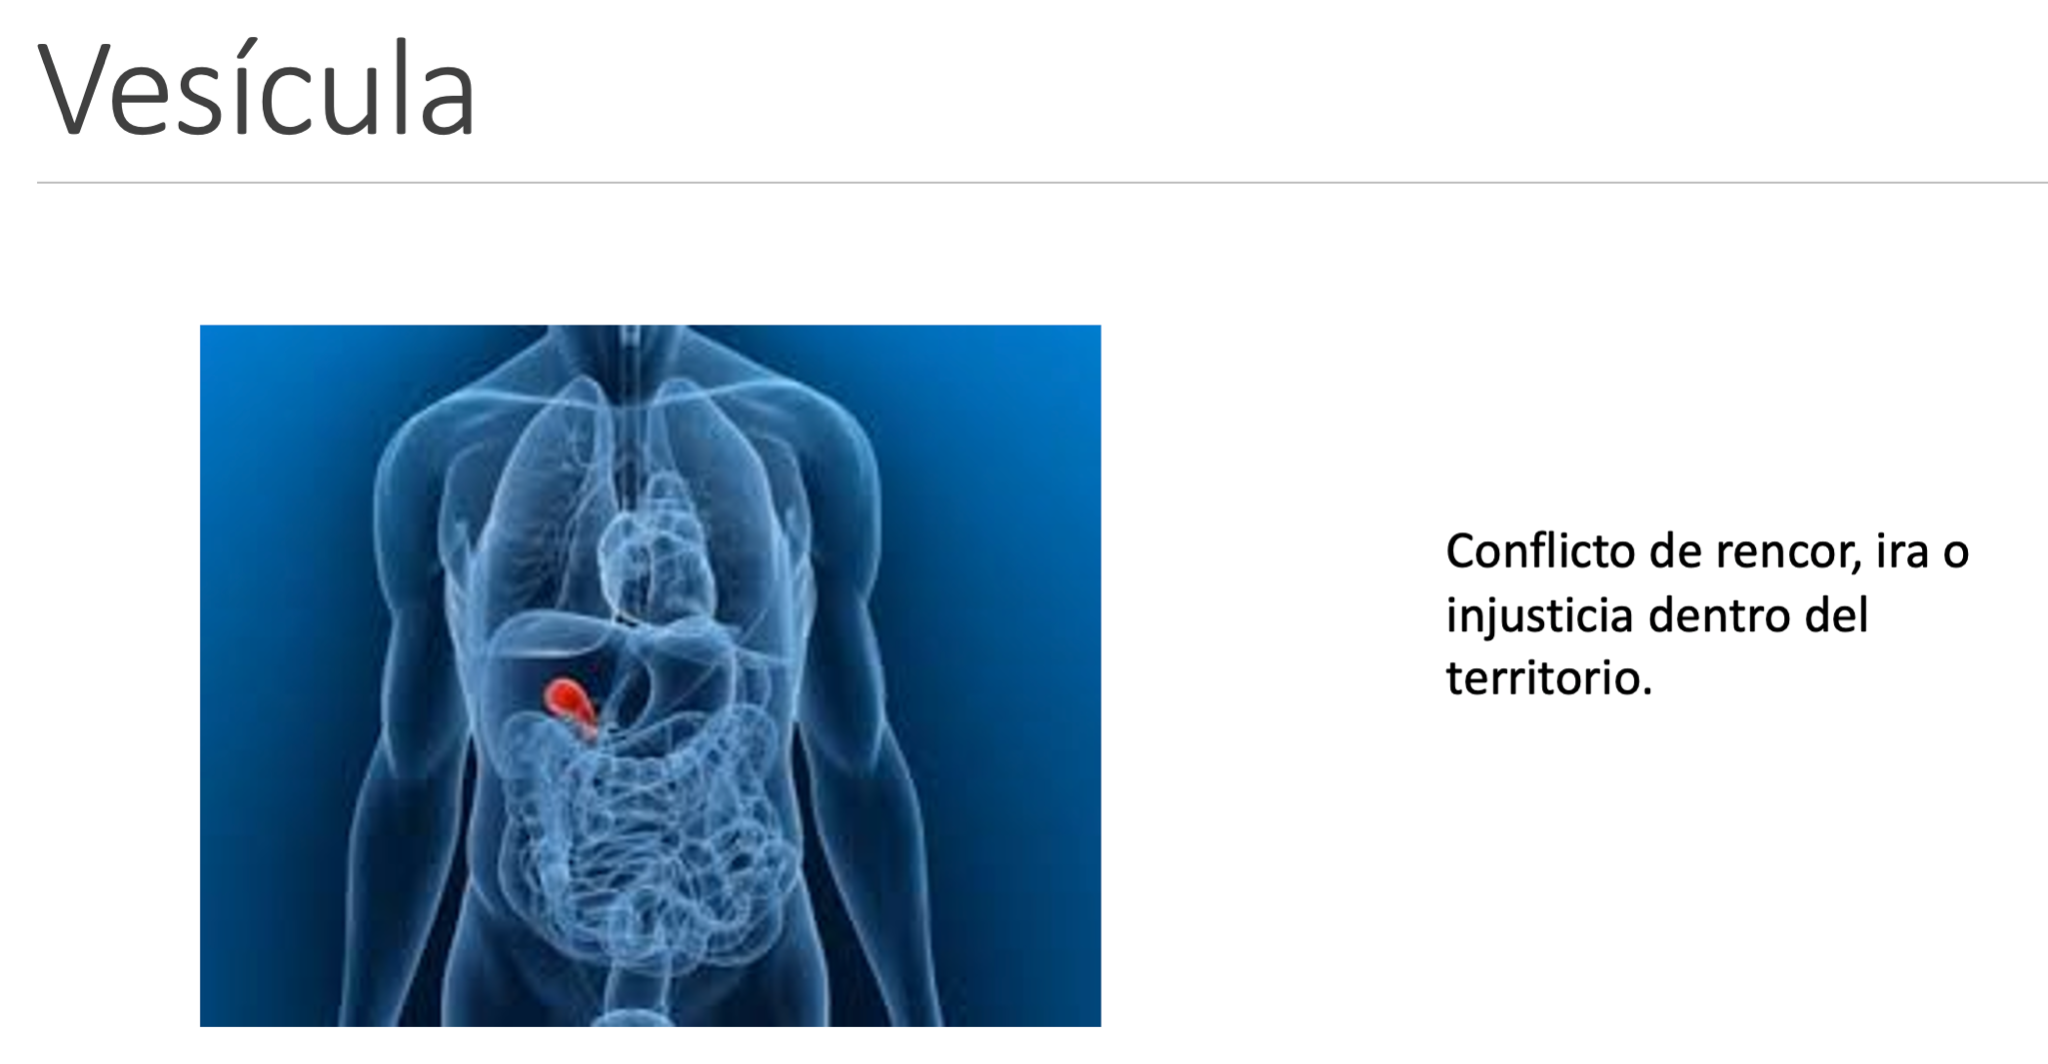 Vesícula
Conflicto de rencor, ira o
injusticia dentro del
territorio.